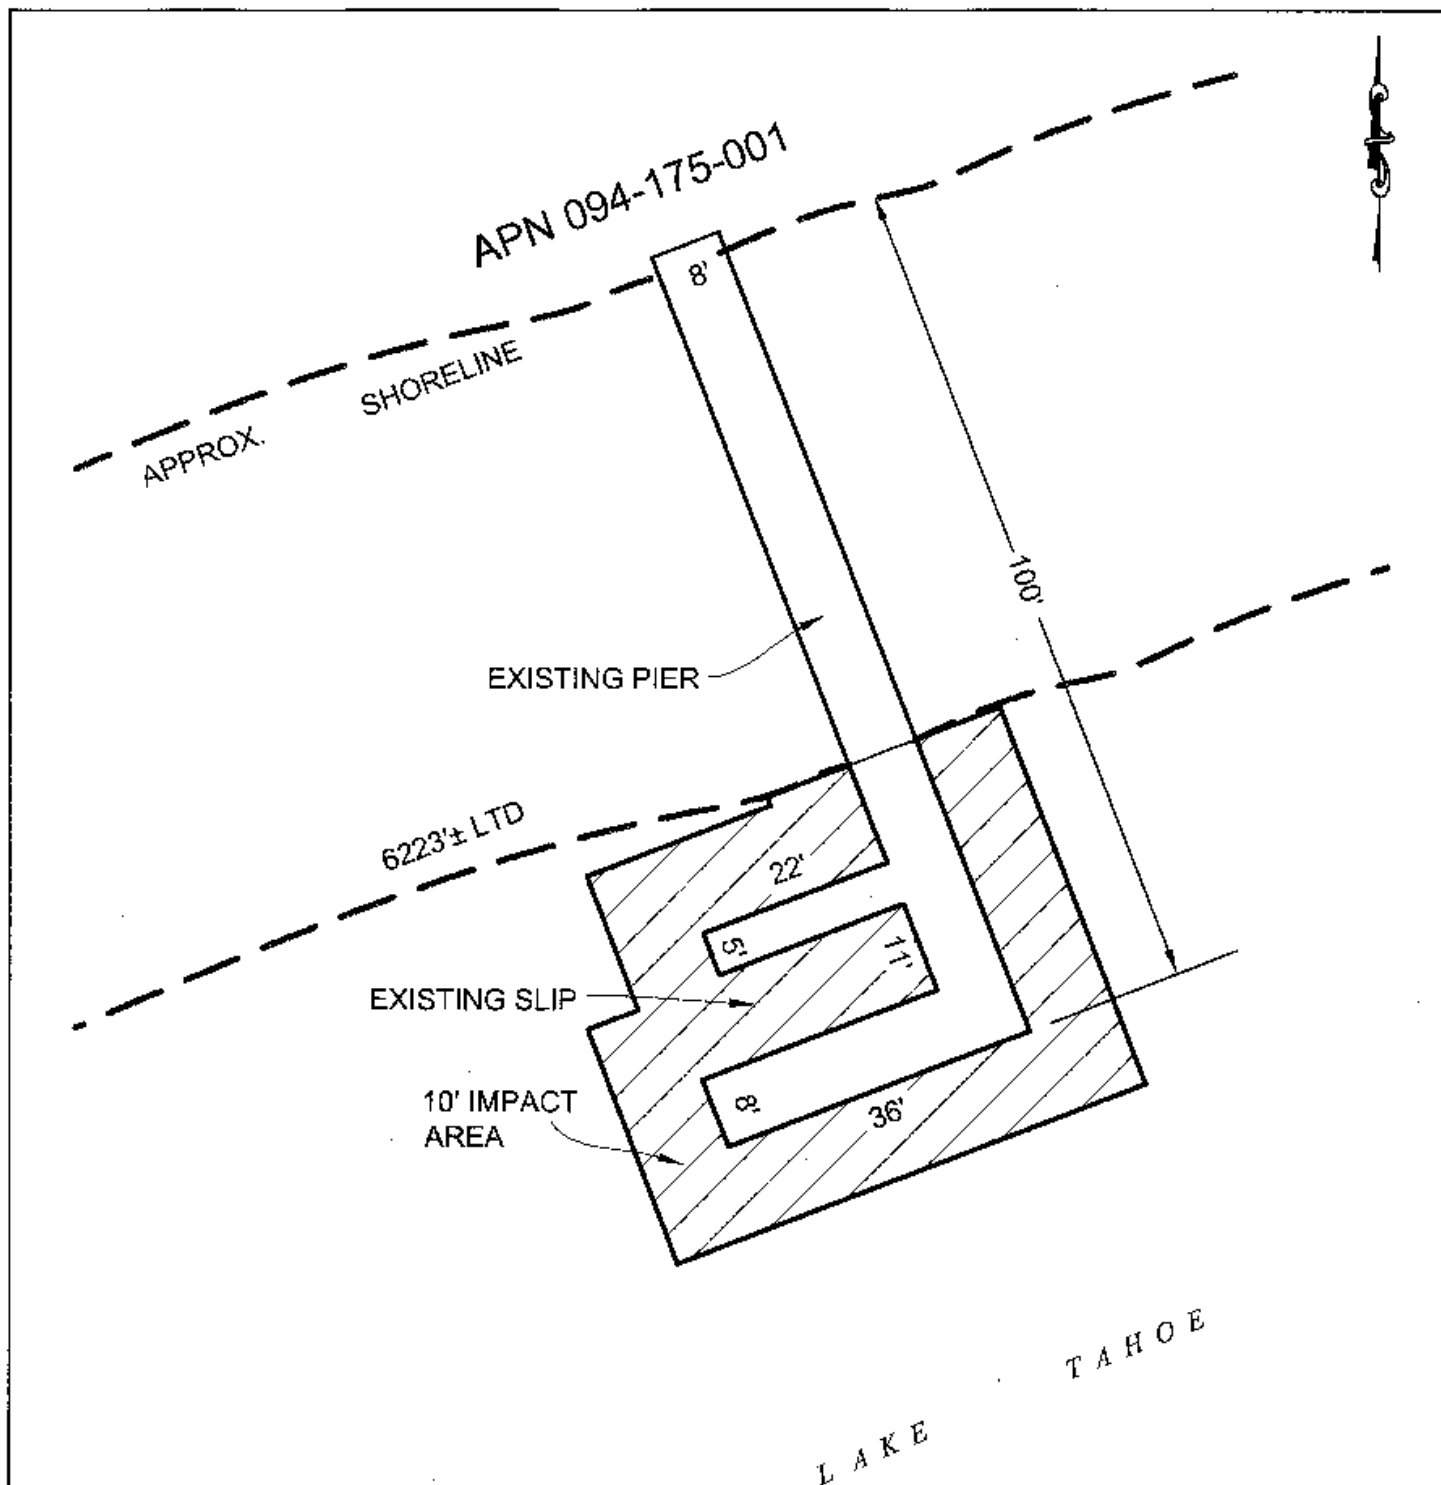 APN 094-175-001
8'
APPROX. SHORELINE
100'
EXISTING PIER
6223'± LTD
22'
5'
11'
EXISTING SLIP
10' IMPACT
AREA
8'
36'
LAKE TAHOE